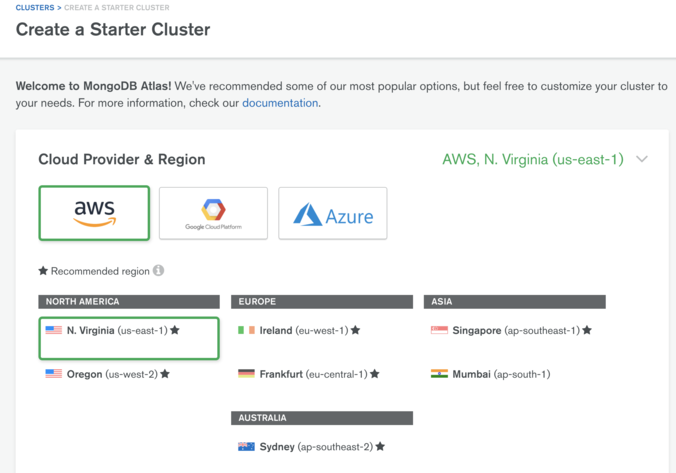 CLUSTERS > CREATE A STARTER CLUSTER
Create a Starter Cluster
Welcome to MongoDB Atlas! We've recommended some of our most popular options, but feel free to customize your cluster to
your needs. For more information, check our documentation.
Cloud Provider & Region
AWS, N. Virginia (us-east-1)
aws
Google Cloud Platform
Azure
Recommended region
NORTH AMERICA
N. Virginia (us-east-1)
Oregon (us-west-2)
EUROPE
Ireland (eu-west-1)
Frankfurt (eu-central-1)
AUSTRALIA
Sydney (ap-southeast-2)
ASIA
Singapore (ap-southeast-1)
Mumbai (ap-south-1)